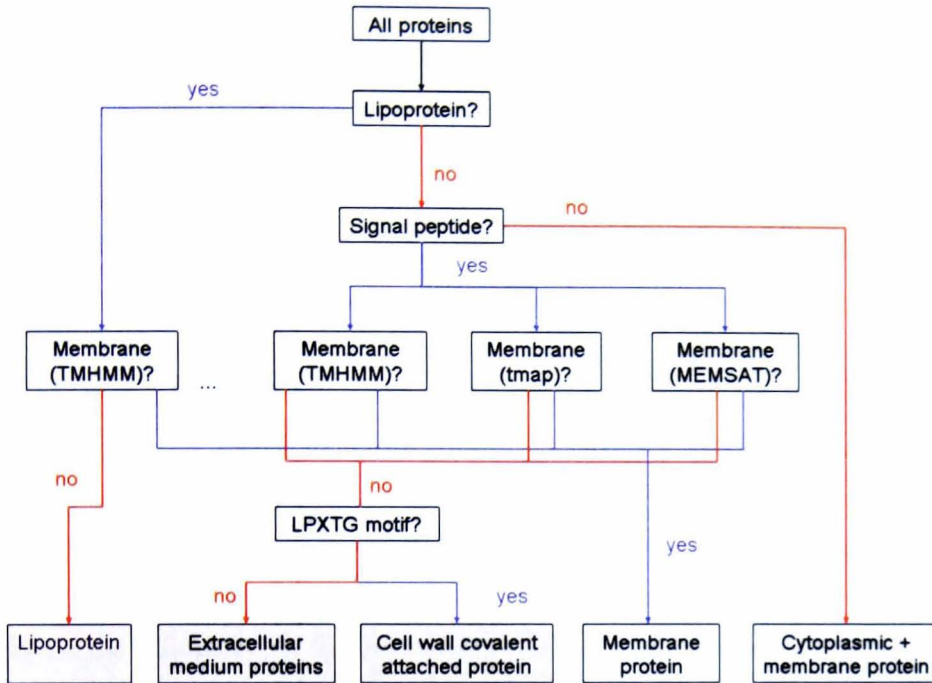 All proteins
yes
Lipoprotein?
no
no
Signal peptide?
yes
Membrane
(TMHMM)?
...
Membrane
(TMHMM)?
Membrane
(tmap)?
Membrane
(MEMSAT)?
no
no
LPXTG motif?
yes
no
yes
Lipoprotein
Extracellular
medium proteins
Cell wall covalent
attached protein
Membrane
protein
Cytoplasmic +
membrane protein